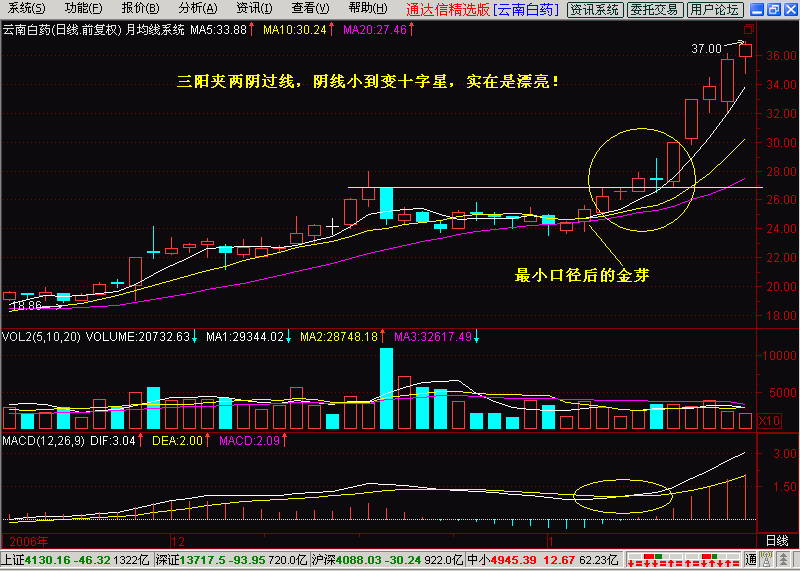 系统(S) 功能(F) 报价(B) 分析(A) 资讯(I) 查看(V) 帮助(H) 通达信精选版 [云南白药] 资讯系统 委托交易 用户论坛
云南白药(日线.前复权) 月均线系统 MA5:33.88↑ MA10:30.24↑ MA20:27.46↑
37.00
36.00
三阳夹两阴过线，阴线小到变十字星，实在是漂亮！
34.00
32.00
30.00
28.00
26.00
24.00
22.00
最小口径后的金芽
20.00
18.86
18.00
VOL2(5,10,20) VOLUME:20732.63↓ MA1:29344.02↓ MA2:28748.18↑ MA3:32617.49↓
10000
5000
X10
MACD(12,26,9) DIF:3.04↑ DEA:2.00↑ MACD:2.09↑
3.00
1.50
2006年 12 1 日线
上证4130.16 -46.32 1322亿 深证13717.5 -93.95 720.0亿 沪深4088.03 -30.24 922.0亿 中小4945.39 12.67 62.23亿 通